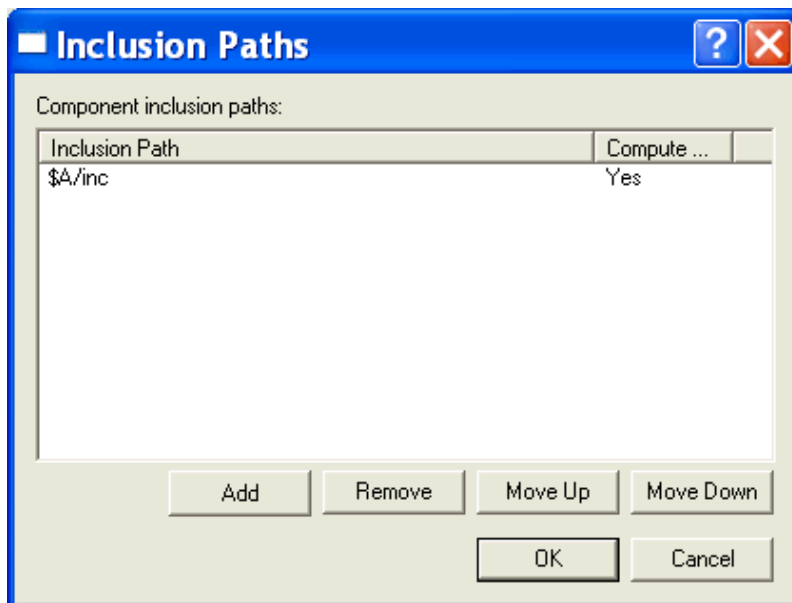 Inclusion Paths
Component inclusion paths:
Inclusion Path Compute ...
$A/inc Yes
Add Remove Move Up Move Down
OK Cancel